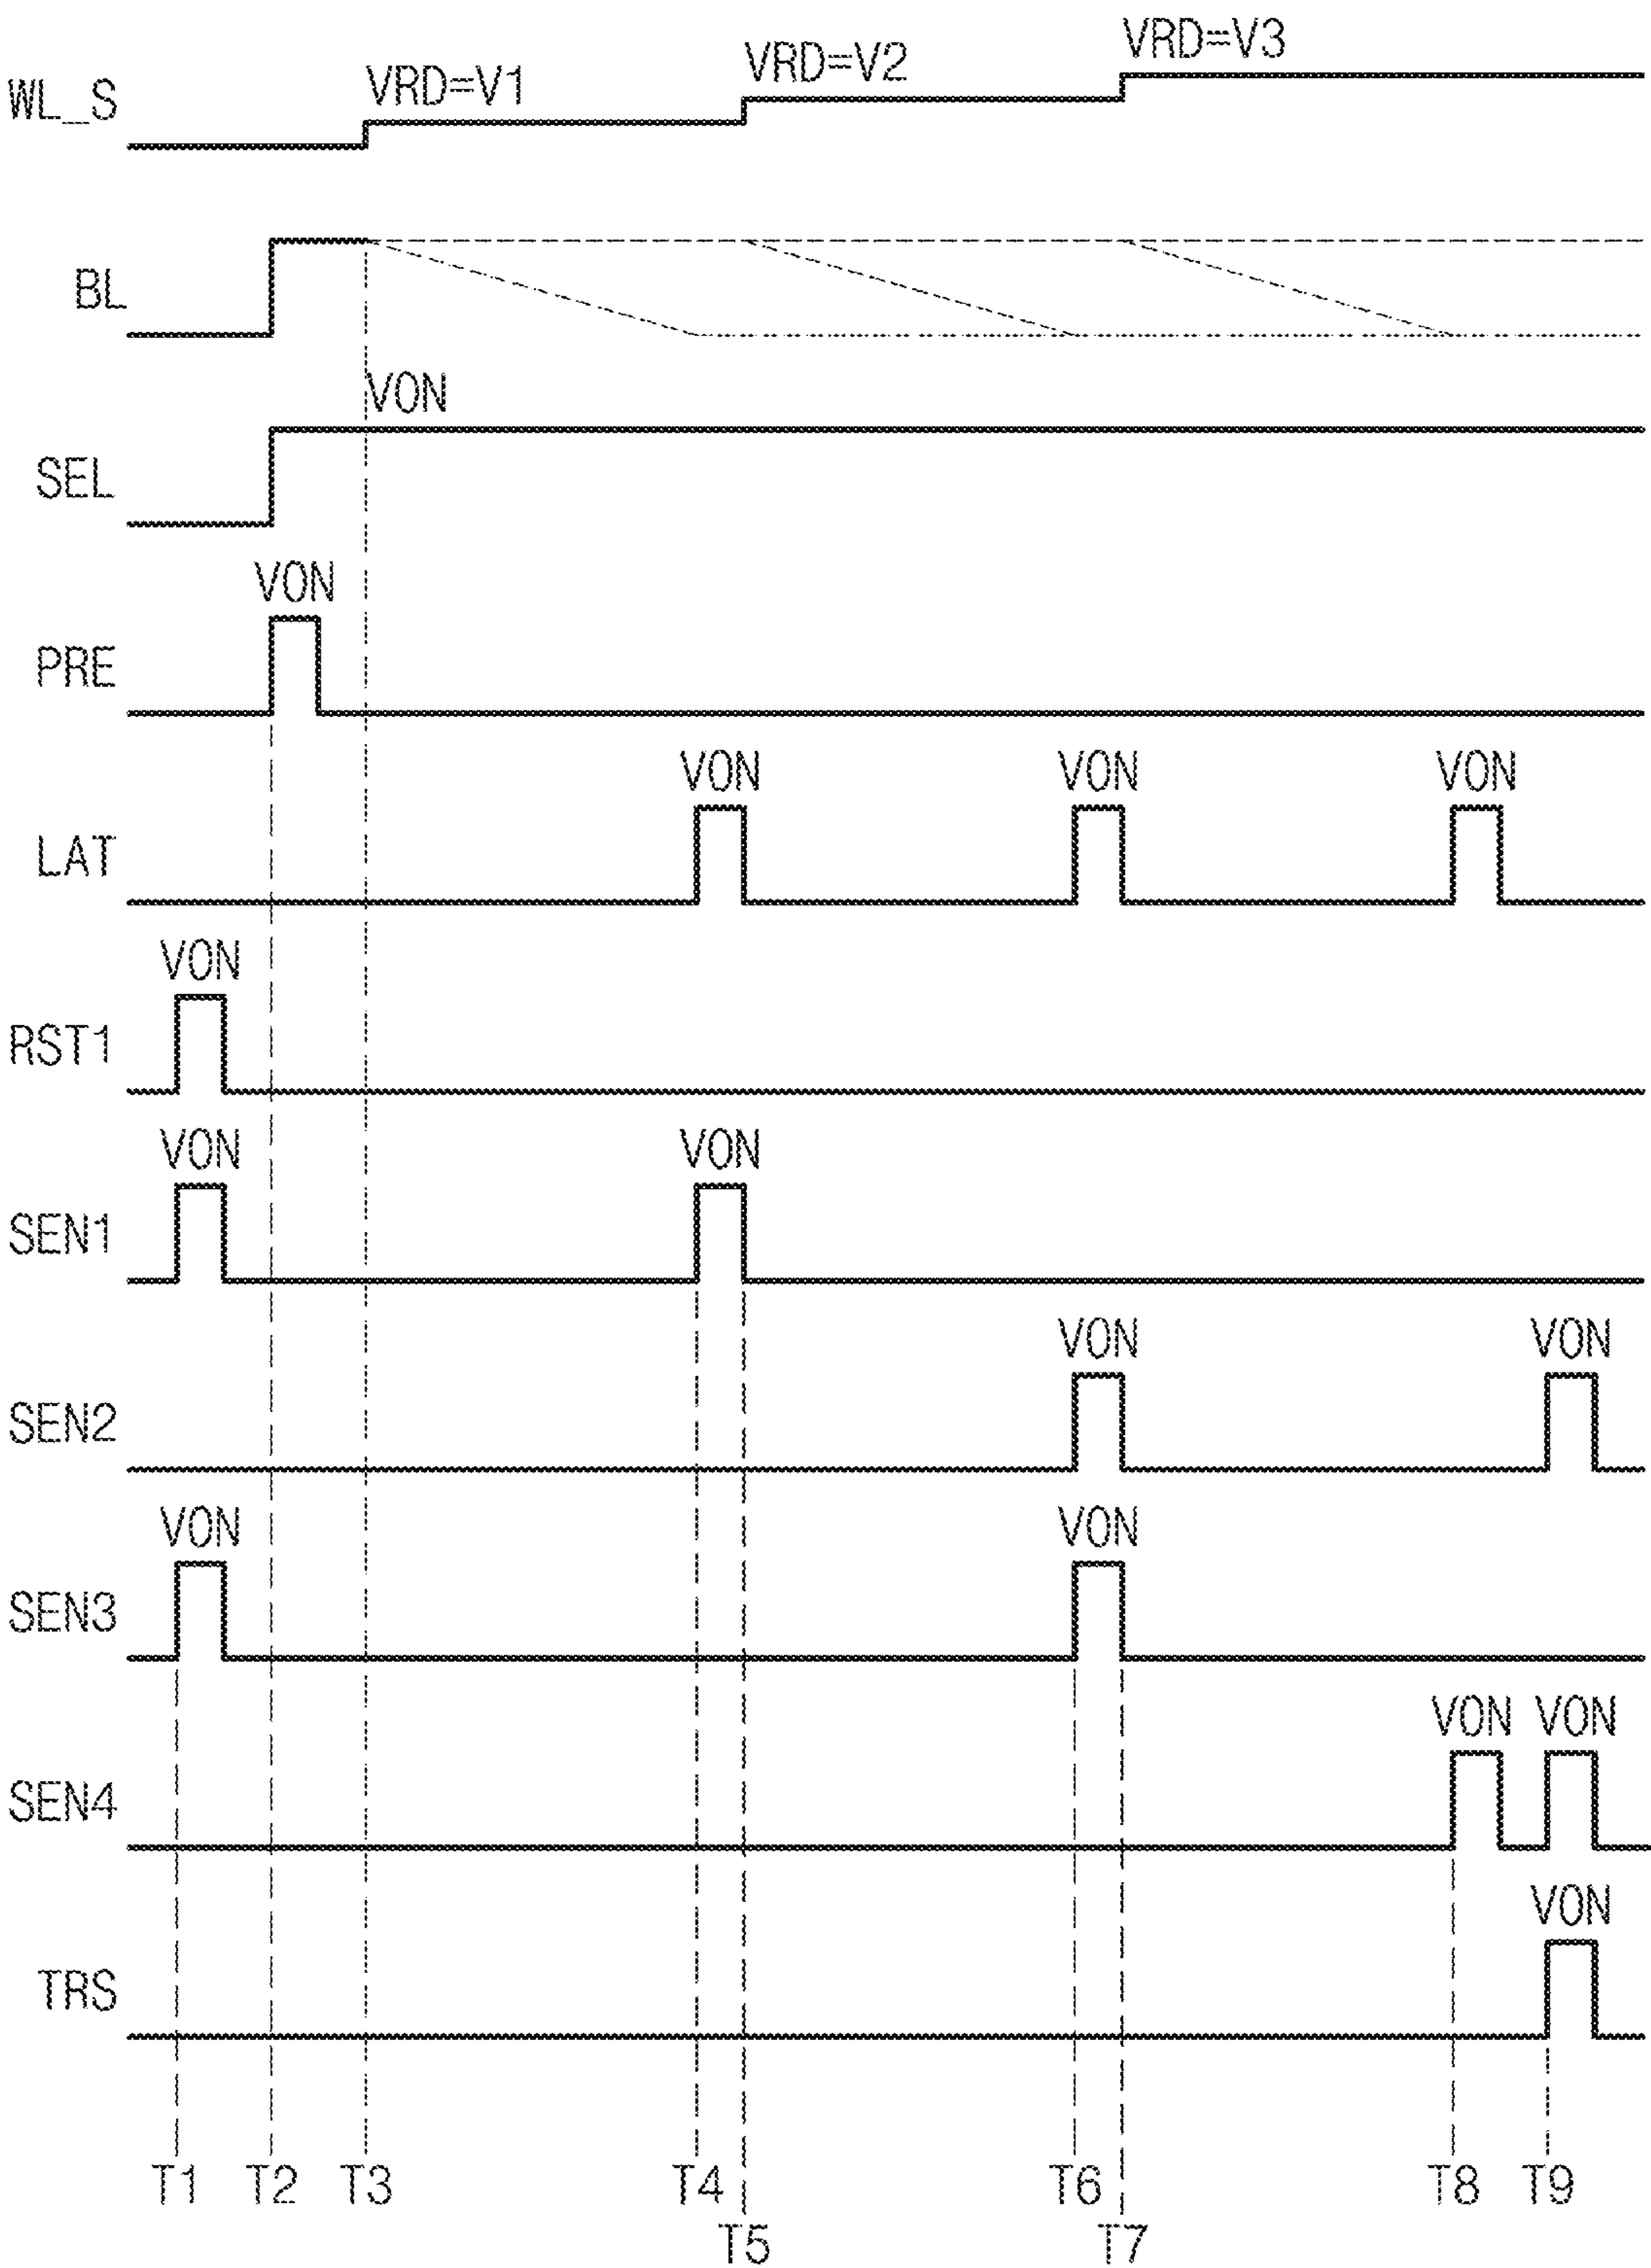 VRD=V3
VRD=V2
VRD=V1
WL_S
BL
VON
SEL
VON
PRE
VON VON VON
LAT
VON
RST1
VON VON
SEN1
VON VON
SEN2
VON VON
SEN3
VON VON
SEN4
VON
TRS
T1 T2 T3 T4 T6 T8 T9
T5 T7